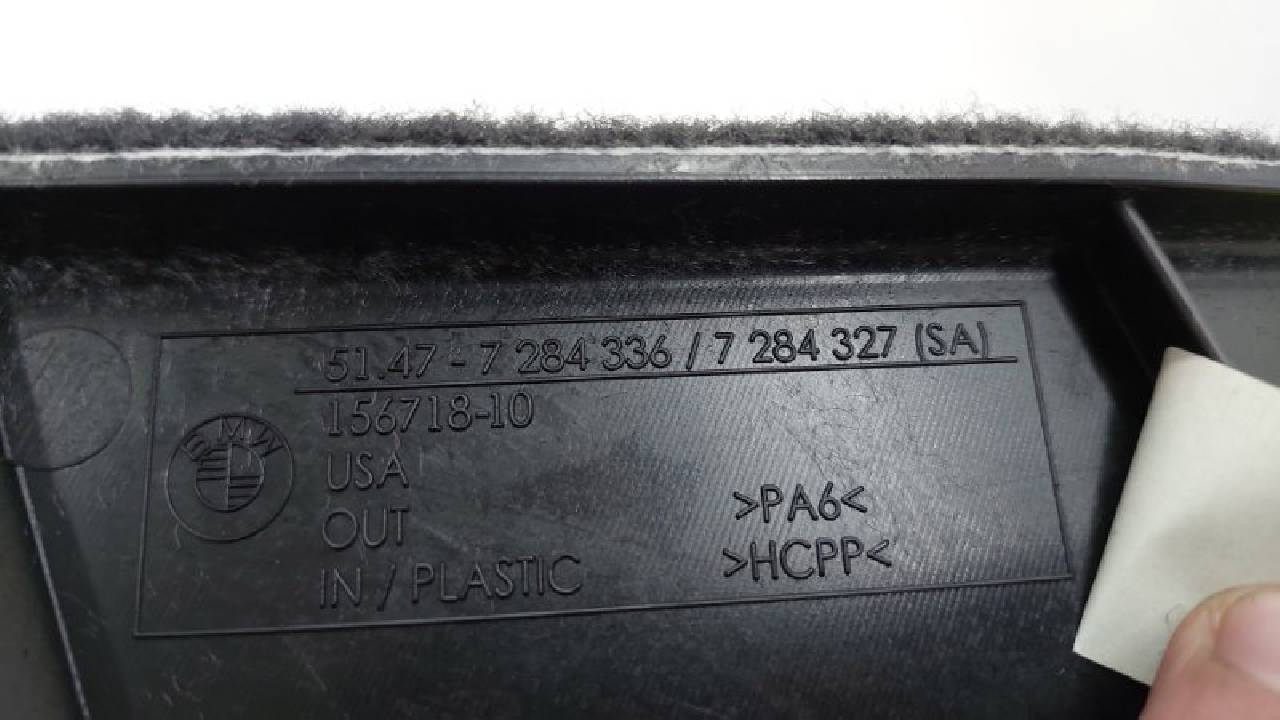 51.47 - 7 284 336 / 7 284 327 (SA)
156718-10
BMW
USA
OUT
>PA6<
IN / PLASTIC
>HCPP<